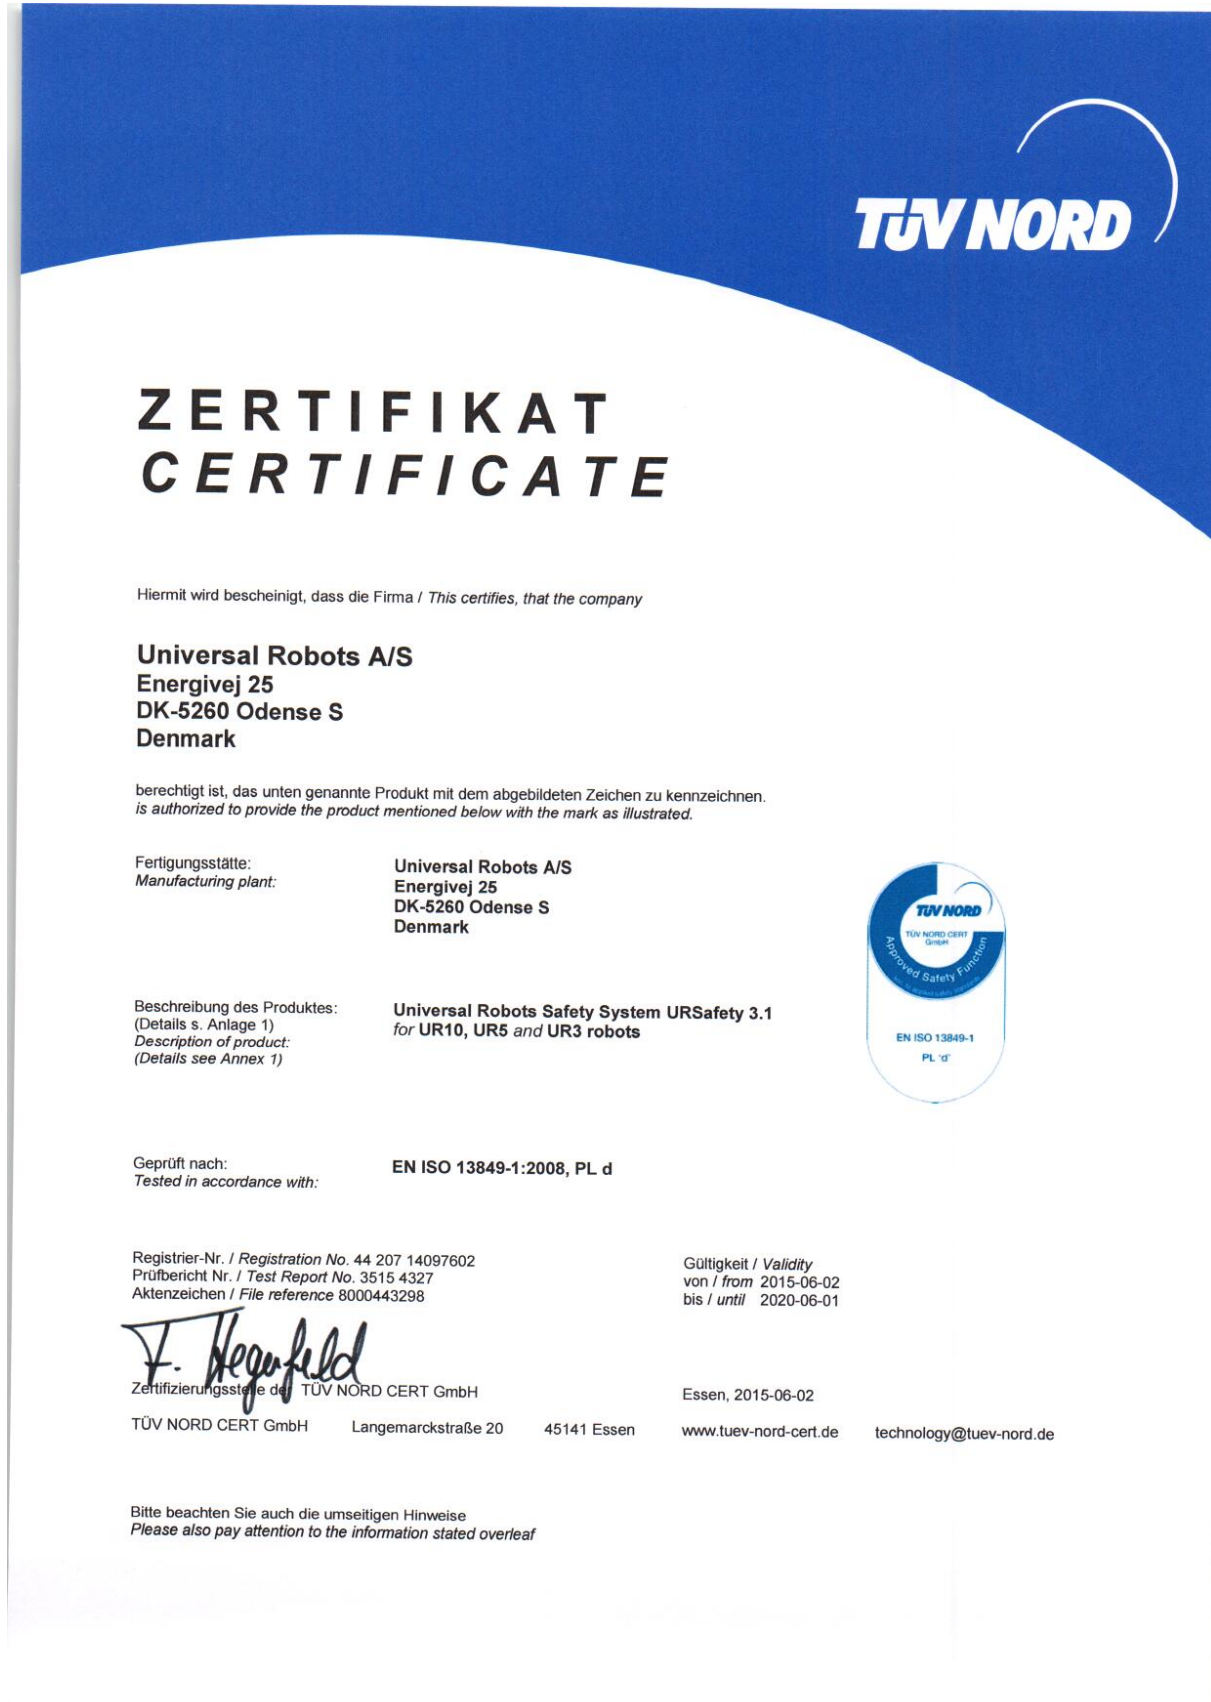 TÜV NORD
ZERTIFIKAT
CERTIFICATE
Hiermit wird bescheinigt, dass die Firma / This certifies, that the company
Universal Robots A/S
Energivej 25
DK-5260 Odense S
Denmark
berechtigt ist, das unten genannte Produkt mit dem abgebildeten Zeichen zu kennzeichnen.
is authorized to provide the product mentioned below with the mark as illustrated.
Fertigungsstätte:
Manufacturing plant:
Universal Robots A/S
Energivej 25
DK-5260 Odense S
Denmark
TÜV NORD
TÜV NORD CERT
GmbH
Approved Safety Function
EN ISO 13849-1
PL 'd'
Beschreibung des Produktes:
(Details s. Anlage 1)
Description of product:
(Details see Annex 1)
Universal Robots Safety System URSafety 3.1
for UR10, UR5 and UR3 robots
Geprüft nach:
Tested in accordance with:
EN ISO 13849-1:2008, PL d
Registrier-Nr. / Registration No. 44 207 14097602
Prüfbericht Nr. / Test Report No. 3515 4327
Aktenzeichen / File reference 8000443298
Gültigkeit / Validity
von / from 2015-06-02
bis / until 2020-06-01
F. Hegenfeld
Zertifizierungsstelle der TÜV NORD CERT GmbH
Essen, 2015-06-02
TÜV NORD CERT GmbH Langemarckstraße 20 45141 Essen www.tuev-nord-cert.de technology@tuev-nord.de
Bitte beachten Sie auch die umseitigen Hinweise
Please also pay attention to the information stated overleaf